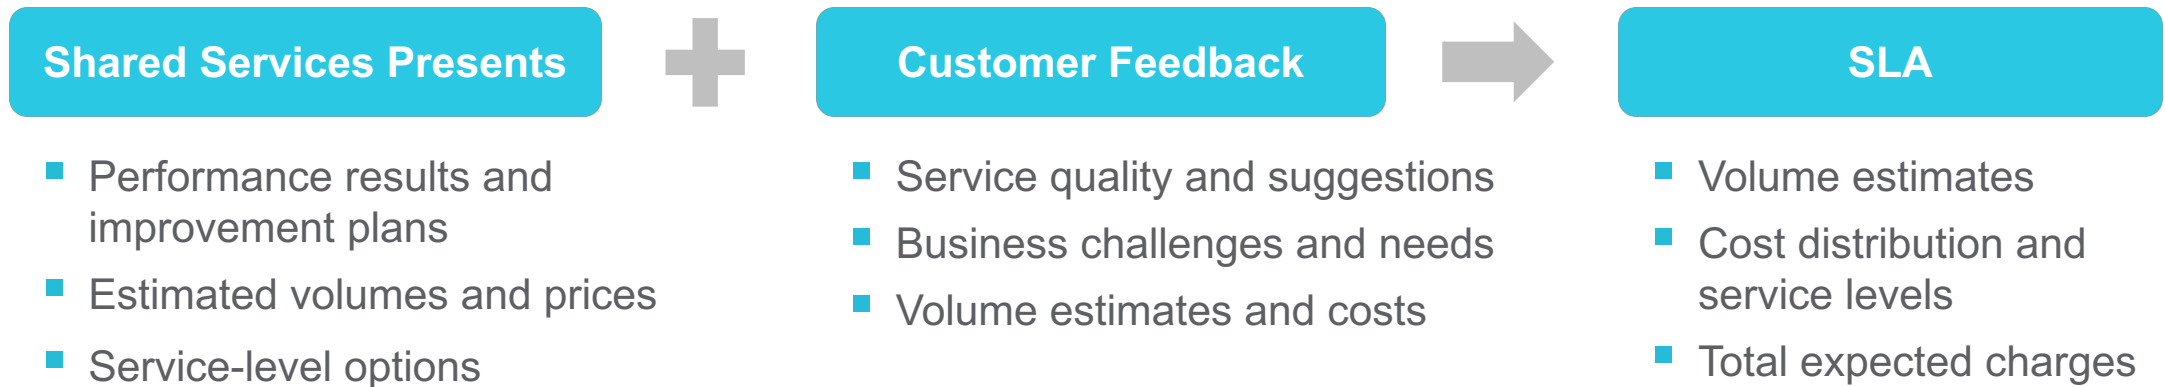 Shared Services Presents
Performance results and
improvement plans
Estimated volumes and prices
Service-level options
Customer Feedback
Service quality and suggestions
Business challenges and needs
Volume estimates and costs
SLA
Volume estimates
Cost distribution and
service levels
Total expected charges